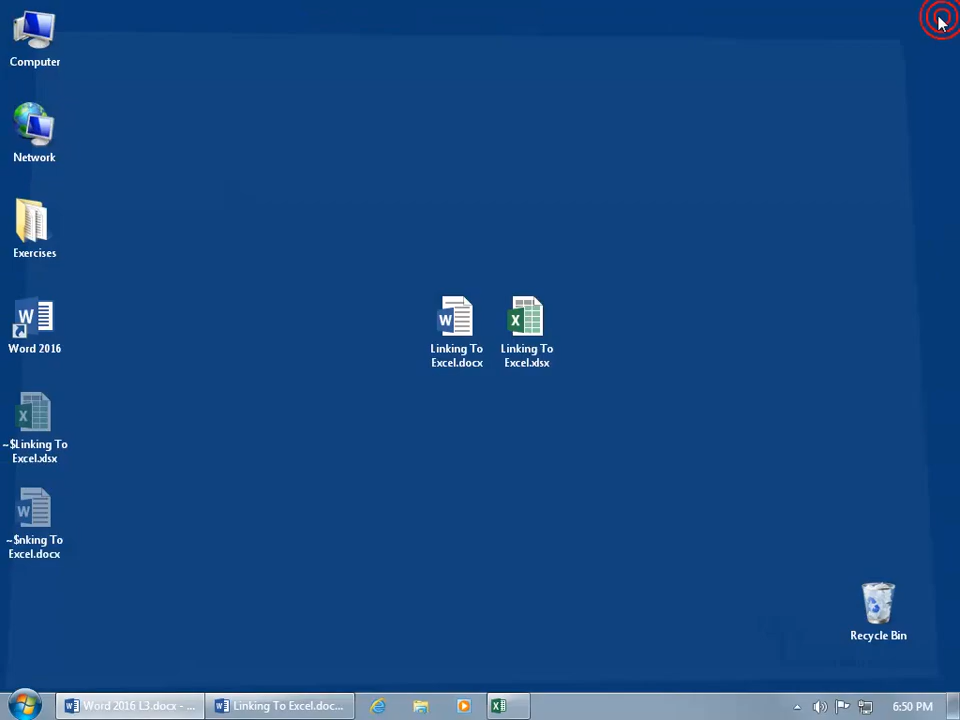 Computer
Network
Exercises
Word 2016
~$Linking To
Excel.xlsx
~$nking To
Excel.docx
Linking To
Excel.docx
Linking To
Excel.xlsx
Recycle Bin
Word 2016 L3.docx - ...
Linking To Excel.doc...
6:50 PM